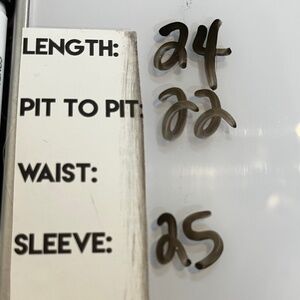 LENGTH: 24
PIT TO PIT: 22
WAIST:
SLEEVE: 25